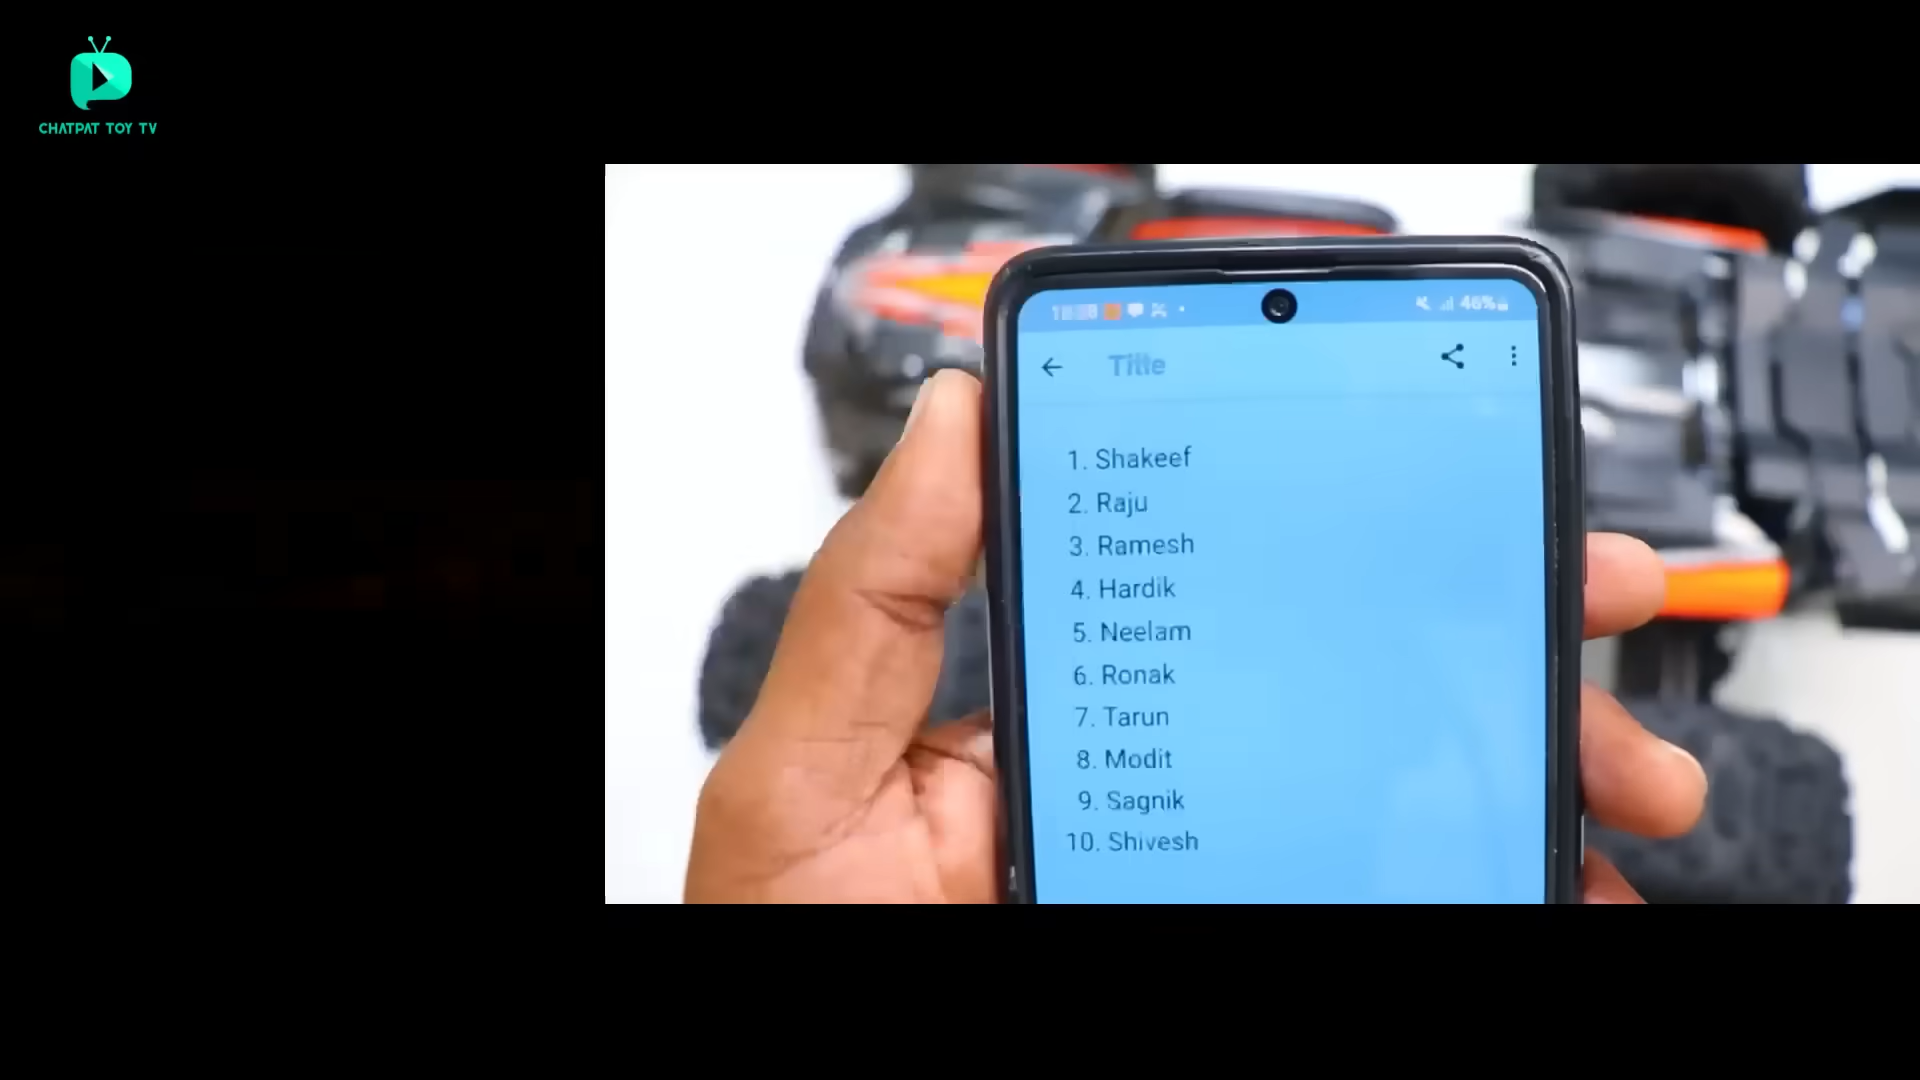 CHATPAT TOY TV
46%
Title
1. Shakeef
2. Raju
3. Ramesh
4. Hardik
5. Neelam
6. Ronak
7. Tarun
8. Modit
9. Sagnik
10. Shivesh